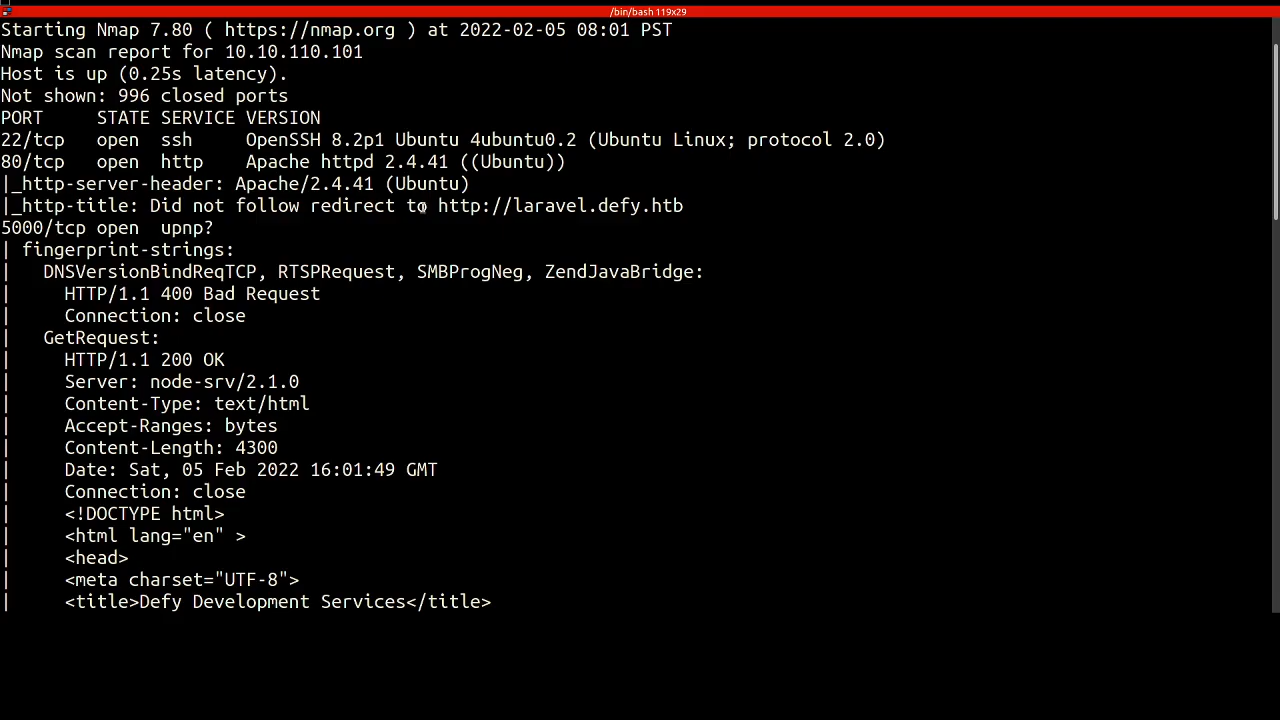 /bin/bash 119x29
Starting Nmap 7.80 ( https://nmap.org ) at 2022-02-05 08:01 PST
Nmap scan report for 10.10.110.101
Host is up (0.25s latency).
Not shown: 996 closed ports
PORT     STATE SERVICE VERSION
22/tcp   open  ssh     OpenSSH 8.2p1 Ubuntu 4ubuntu0.2 (Ubuntu Linux; protocol 2.0)
80/tcp   open  http    Apache httpd 2.4.41 ((Ubuntu))
|_http-server-header: Apache/2.4.41 (Ubuntu)
|_http-title: Did not follow redirect to http://laravel.defy.htb
5000/tcp open  upnp?
| fingerprint-strings:
|   DNSVersionBindReqTCP, RTSPRequest, SMBProgNeg, ZendJavaBridge:
|     HTTP/1.1 400 Bad Request
|     Connection: close
|   GetRequest:
|     HTTP/1.1 200 OK
|     Server: node-srv/2.1.0
|     Content-Type: text/html
|     Accept-Ranges: bytes
|     Content-Length: 4300
|     Date: Sat, 05 Feb 2022 16:01:49 GMT
|     Connection: close
|     <!DOCTYPE html>
|     <html lang="en" >
|     <head>
|     <meta charset="UTF-8">
|     <title>Defy Development Services</title>